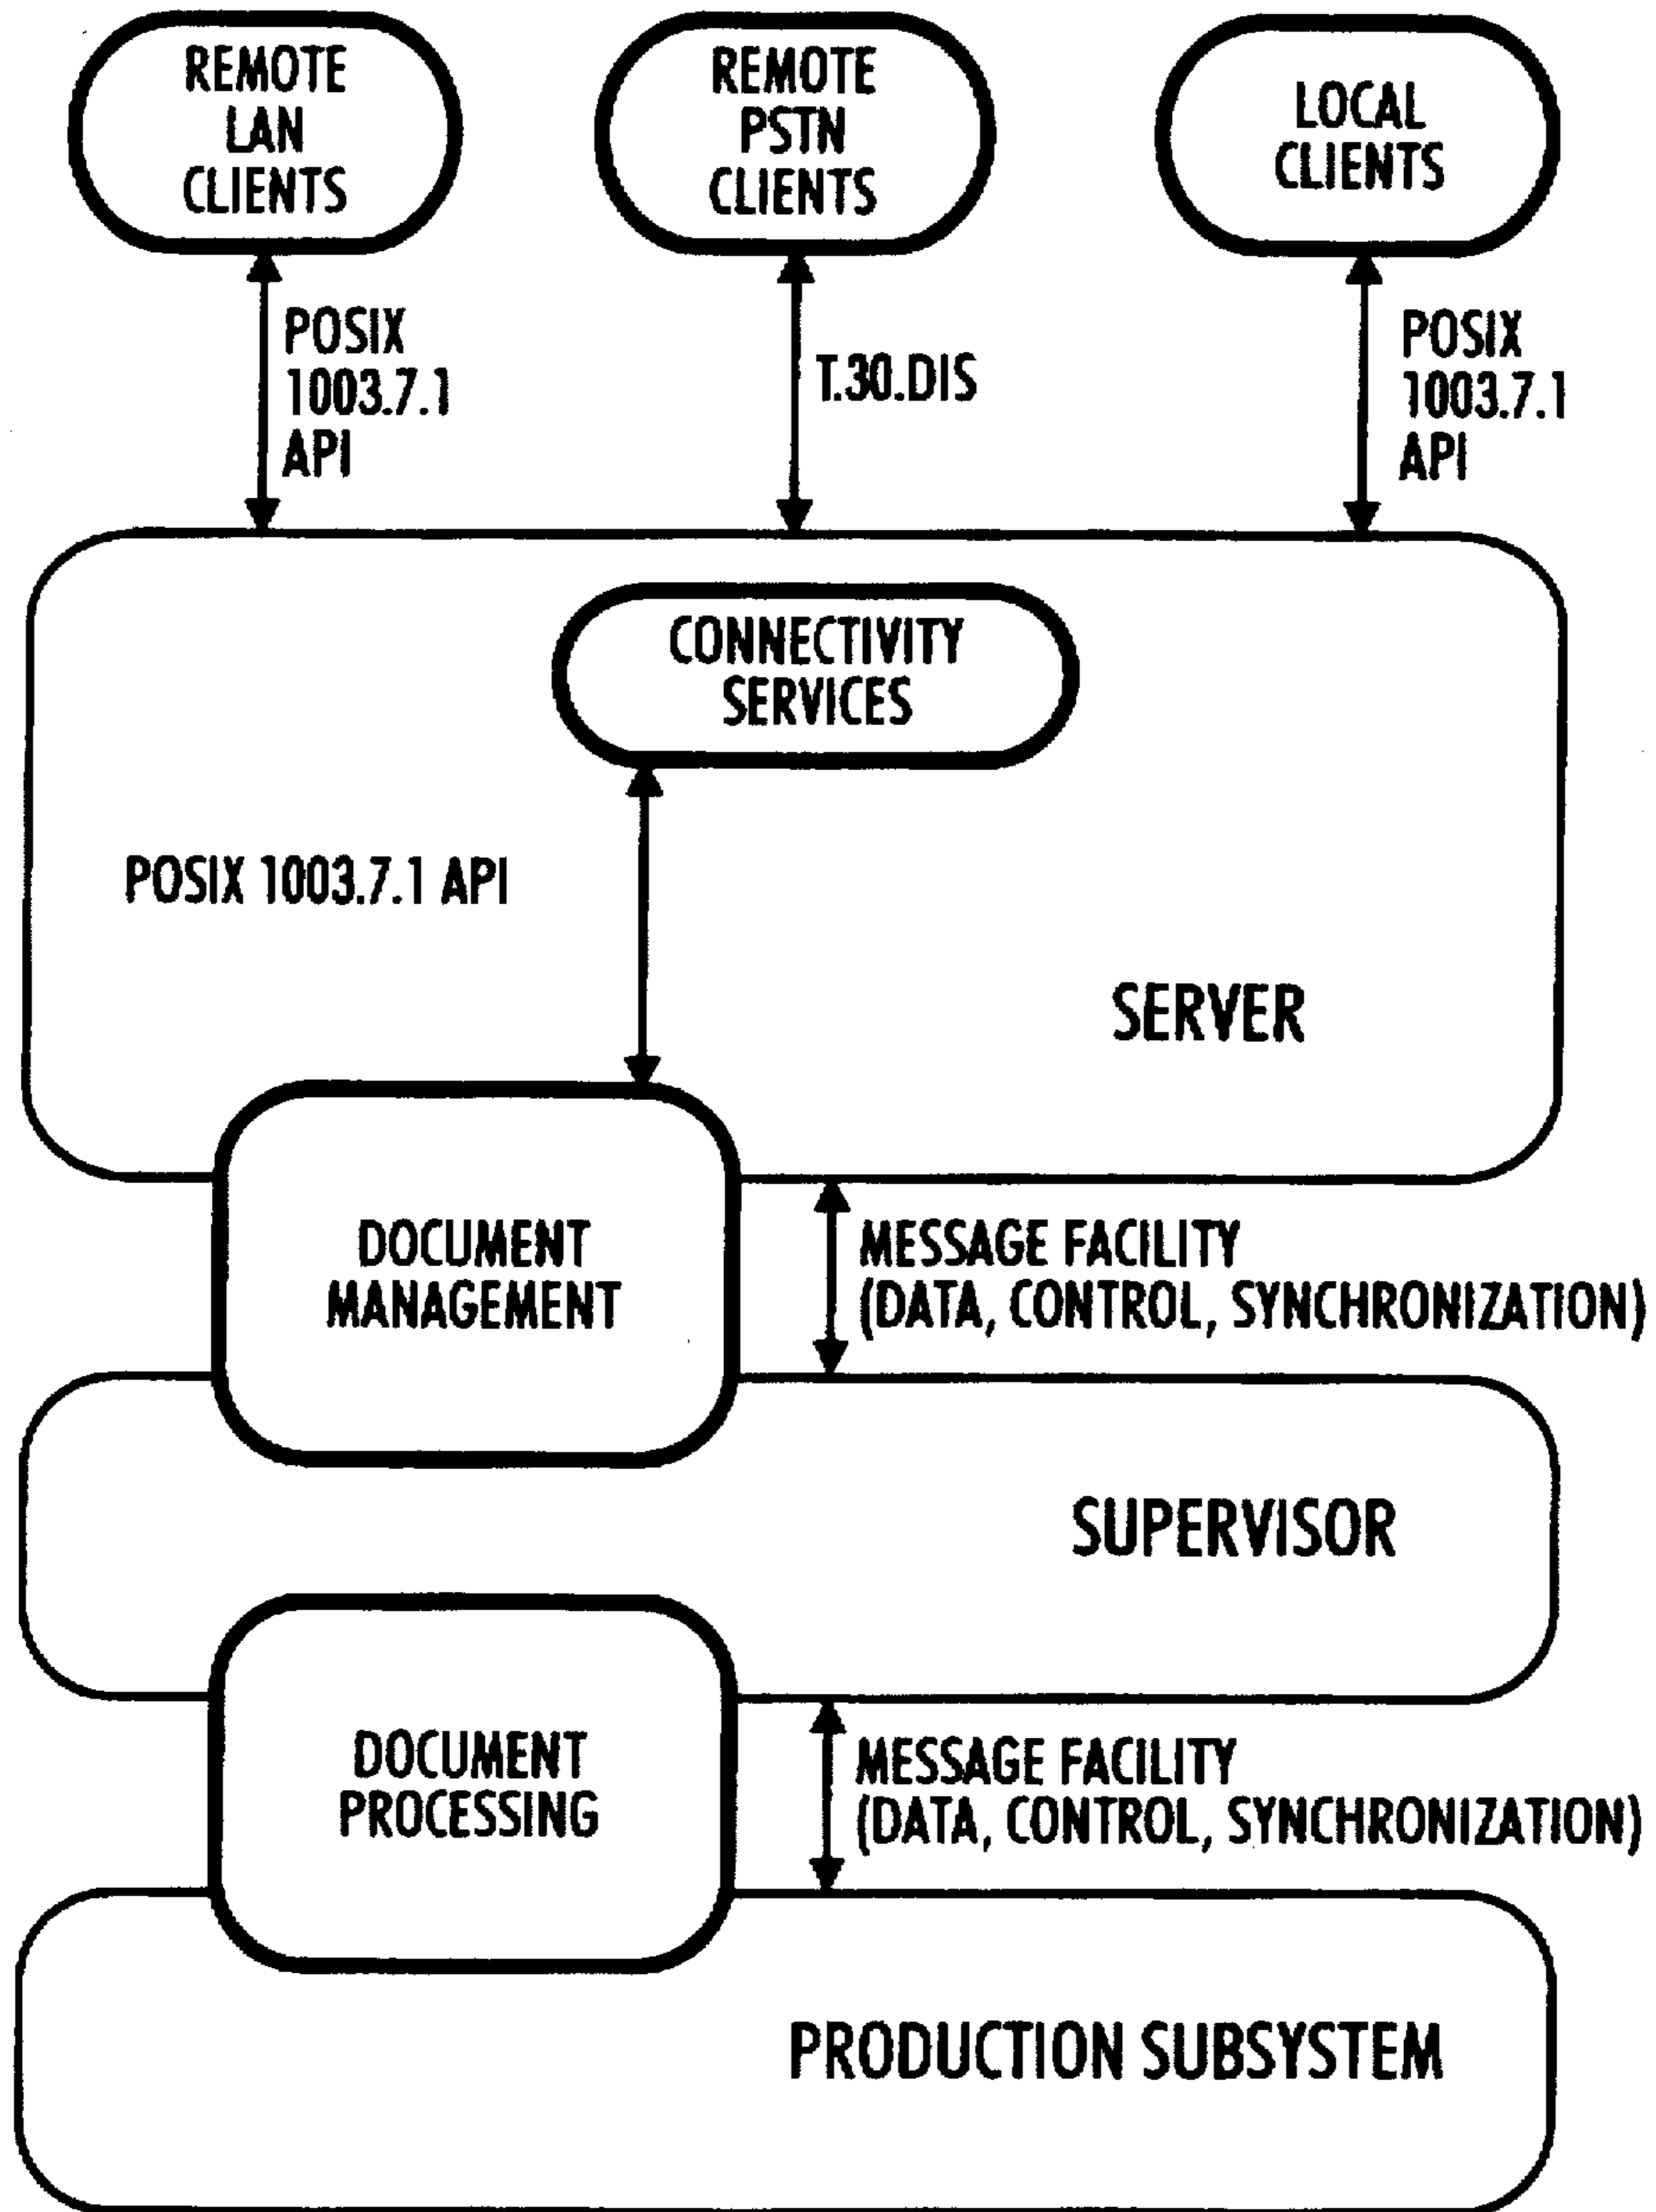 REMOTE
LAN
CLIENTS
REMOTE
PSTN
CLIENTS
LOCAL
CLIENTS
POSIX
1003.7.1
API
T.30.DIS
POSIX
1003.7.1
API
CONNECTIVITY
SERVICES
POSIX 1003.7.1 API
SERVER
DOCUMENT
MANAGEMENT
MESSAGE FACILITY
(DATA, CONTROL, SYNCHRONIZATION)
SUPERVISOR
DOCUMENT
PROCESSING
MESSAGE FACILITY
(DATA, CONTROL, SYNCHRONIZATION)
PRODUCTION SUBSYSTEM